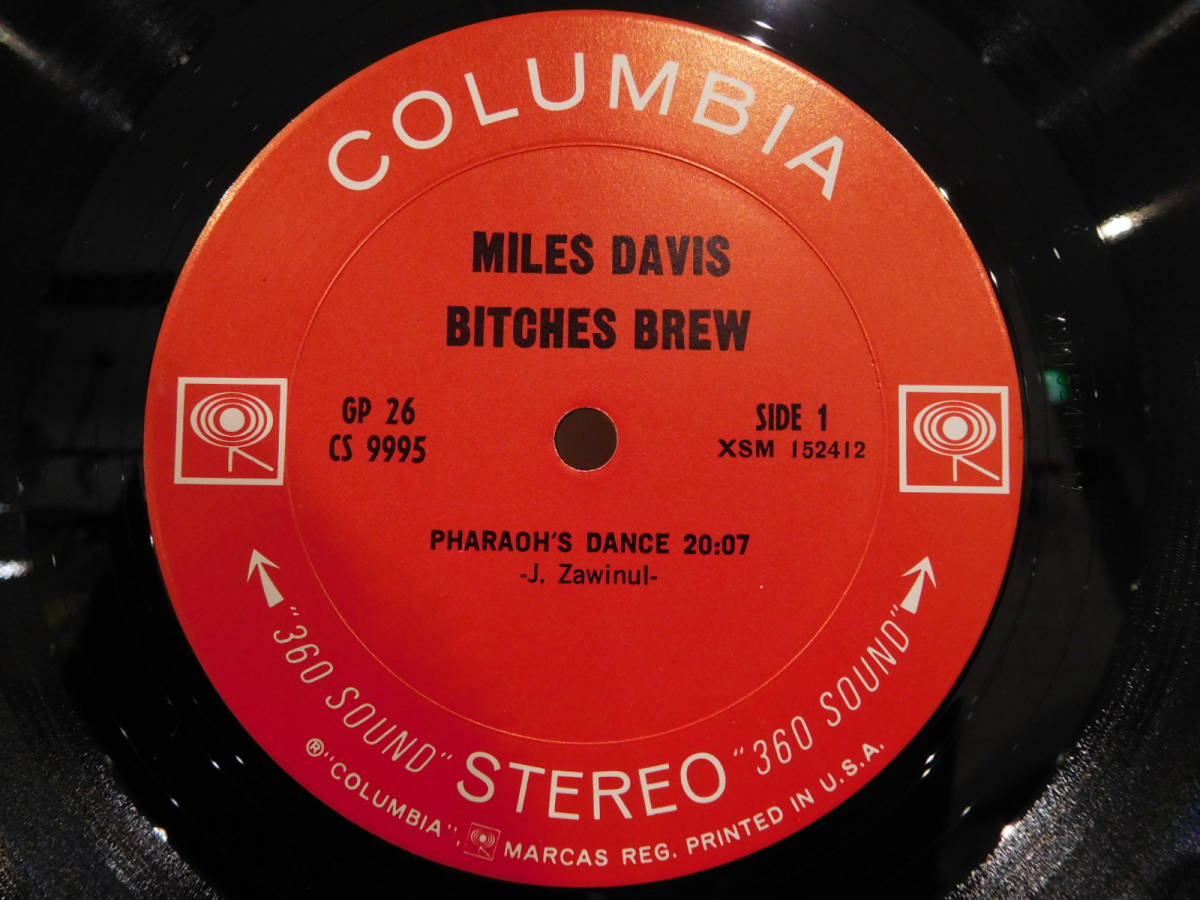 COLUMBIA
MILES DAVIS
BITCHES BREW
GP 26
CS 9995
SIDE 1
XSM 152412
PHARAOH'S DANCE 20:07
-J. Zawinul-
"360 SOUND" STEREO "360 SOUND"
® "COLUMBIA", MARCAS REG. PRINTED IN U.S.A.